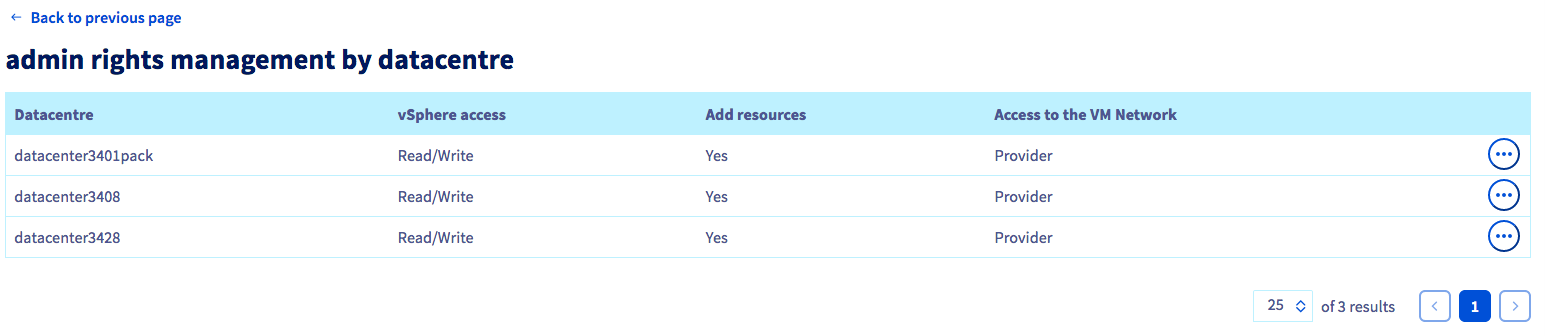 ← Back to previous page
admin rights management by datacentre
Datacentre vSphere access Add resources Access to the VM Network
datacenter3401pack Read/Write Yes Provider
datacenter3408 Read/Write Yes Provider
datacenter3428 Read/Write Yes Provider
25 of 3 results 1